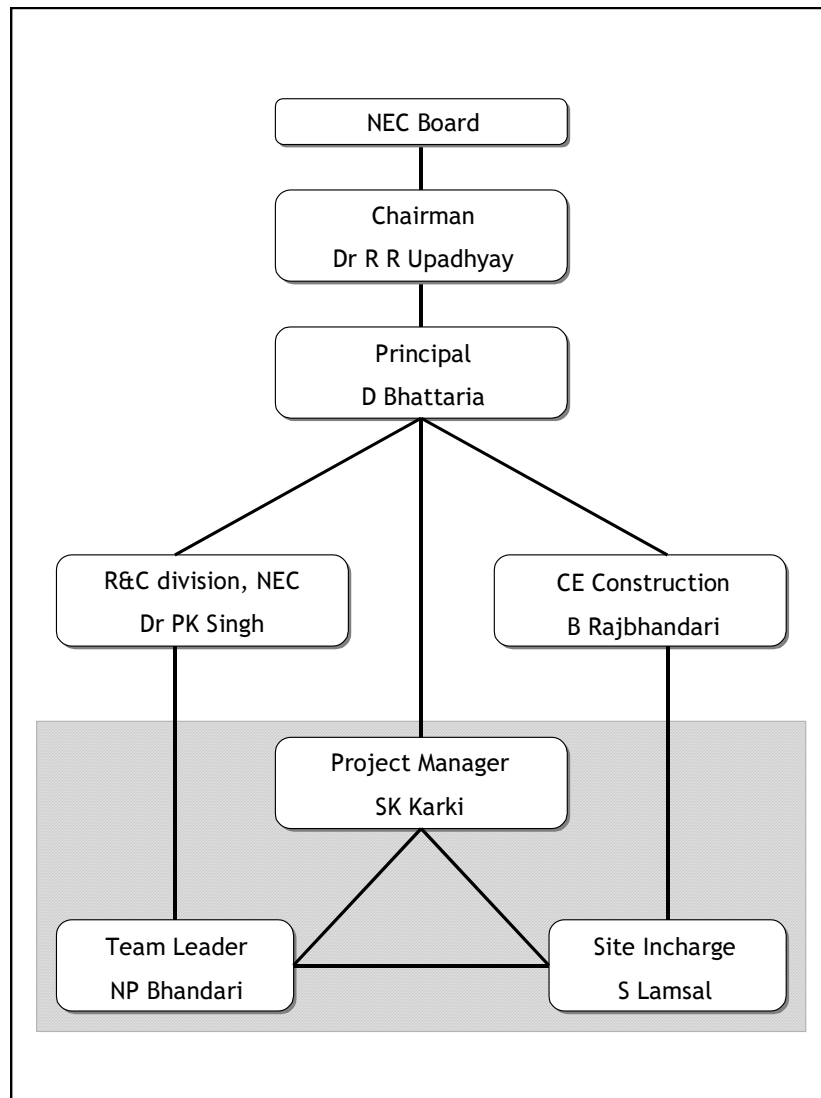 NEC Board
Chairman
Dr R R Upadhyay
Principal
D Bhattaria
R&C division, NEC
Dr PK Singh
CE Construction
B Rajbhandari
Project Manager
SK Karki
Team Leader
NP Bhandari
Site Incharge
S Lamsal